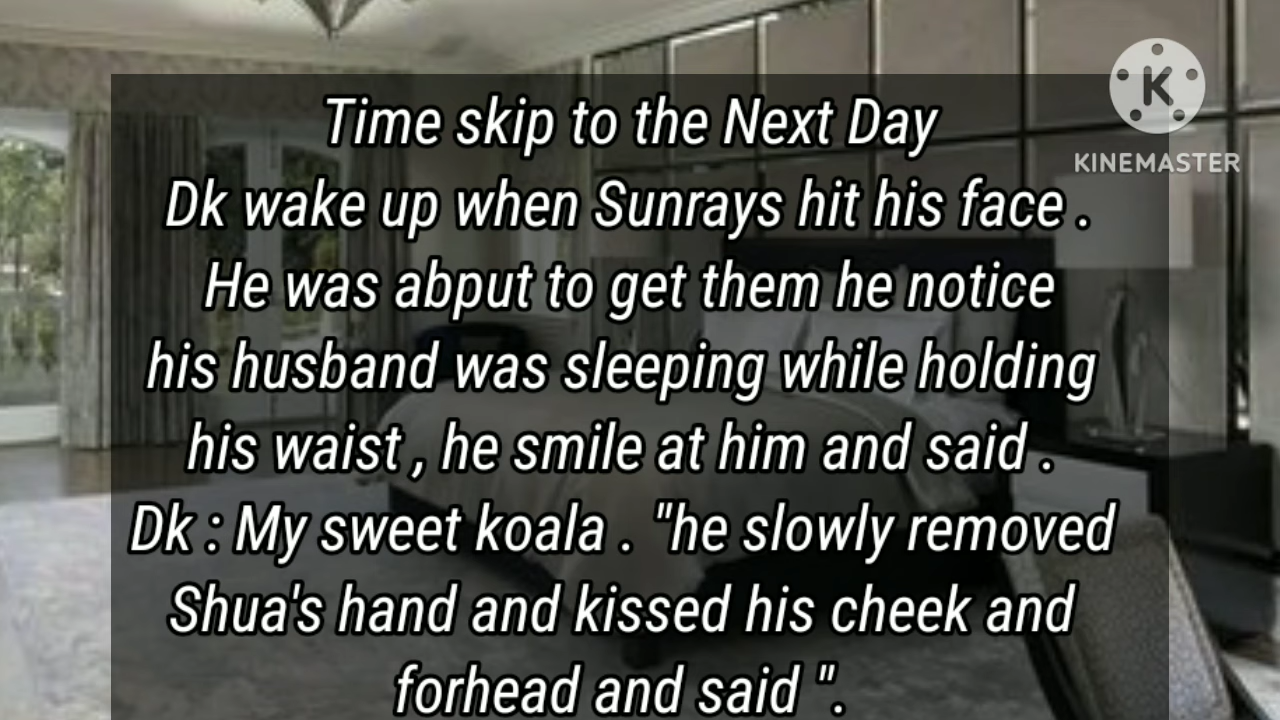 K
KINEMASTER
Time skip to the Next Day
Dk wake up when Sunrays hit his face .
He was abput to get them he notice
his husband was sleeping while holding
his waist , he smile at him and said .
Dk : My sweet koala . "he slowly removed
Shua's hand and kissed his cheek and
forhead and said ".